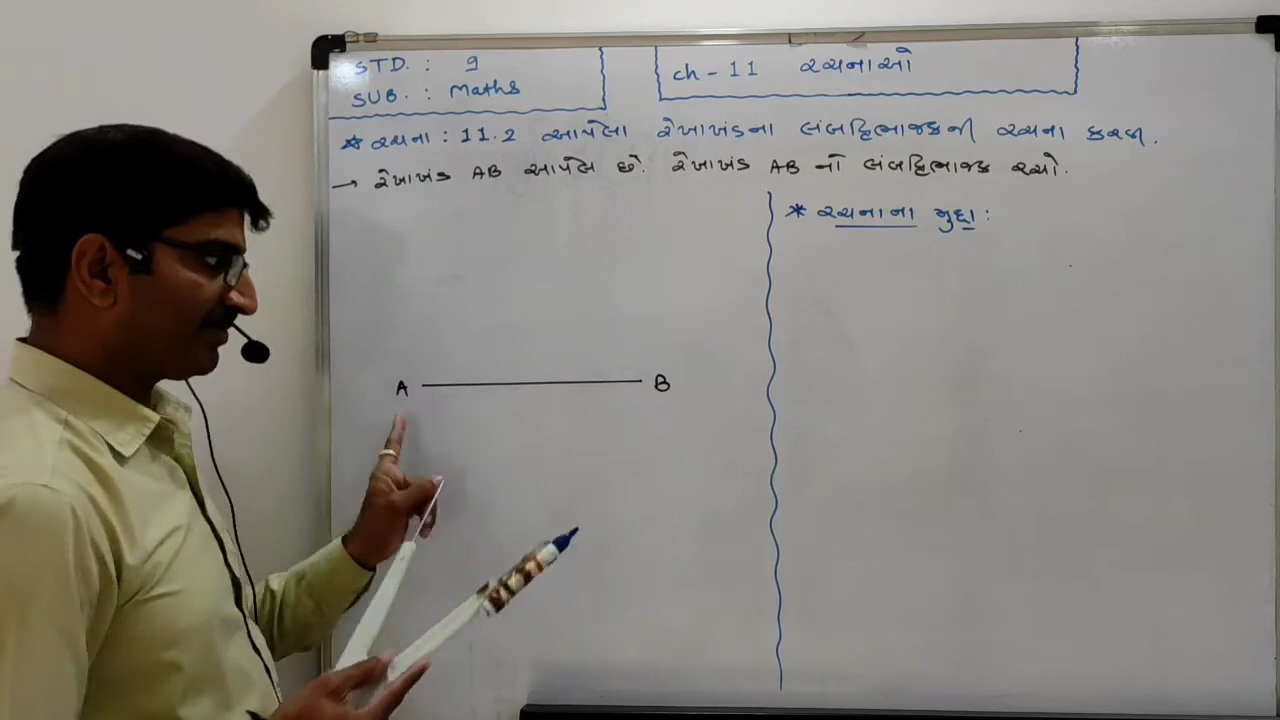 STD. : 9
SUB. : Maths
ch - 11 રચનાઓ
* રચના : 11.2 આપેલા રેખાખંડના લંબદ્વિભાજકની રચના કરવી.
→ રેખાખંડ AB આપેલ છે. રેખાખંડ AB નો લંબદ્વિભાજક રચો.
* રચનાના મુદ્દા :
A B